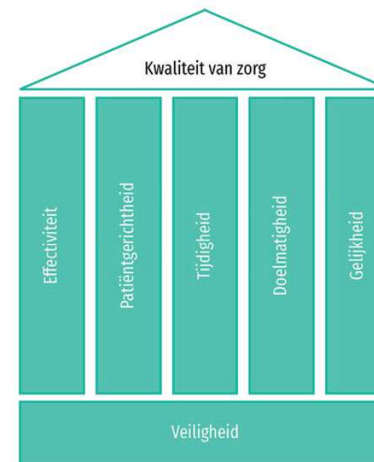 Kwaliteit van zorg
Effectiviteit
Patiëntgerichtheid
Tijdigheid
Doelmatigheid
Gelijkheid
Veiligheid